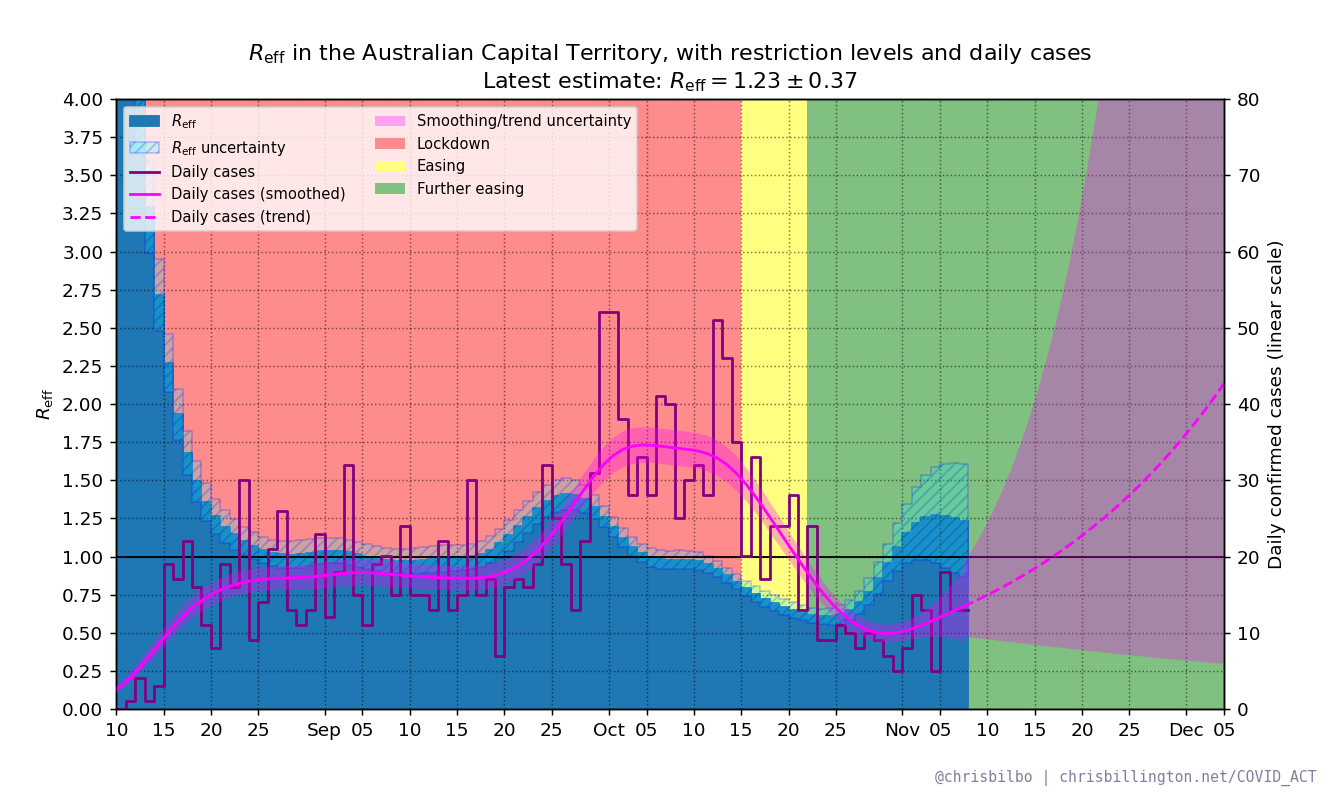 Reff in the Australian Capital Territory, with restriction levels and daily cases
Latest estimate: Reff = 1.23 ± 0.37
4.00
3.75
3.50
3.25
3.00
2.75
2.50
2.25
2.00
1.75
1.50
1.25
1.00
0.75
0.50
0.25
0.00
Reff
Reff
Reff uncertainty
Daily cases
Daily cases (smoothed)
Daily cases (trend)
Smoothing/trend uncertainty
Lockdown
Easing
Further easing
80
70
60
50
40
30
20
10
0
Daily confirmed cases (linear scale)
10 15 20 25 Sep 05 10 15 20 25 Oct 05 10 15 20 25 Nov 05 10 15 20 25 Dec 05
@chrisbilbo | chrisbillington.net/COVID_ACT